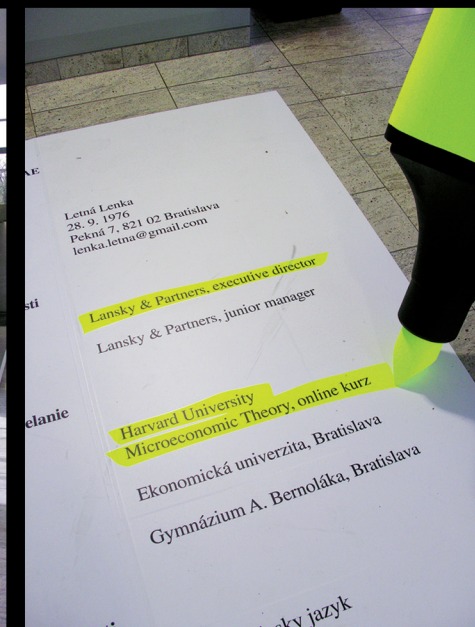 AE
Letná Lenka
28. 9. 1976
Pekná 7, 821 02 Bratislava
lenka.letna@gmail.com
sti
Lansky & Partners, executive director
Lansky & Partners, junior manager
elanie
Harvard University
Microeconomic Theory, online kurz
Ekonomická univerzita, Bratislava
Gymnázium A. Bernoláka, Bratislava
sky jazyk